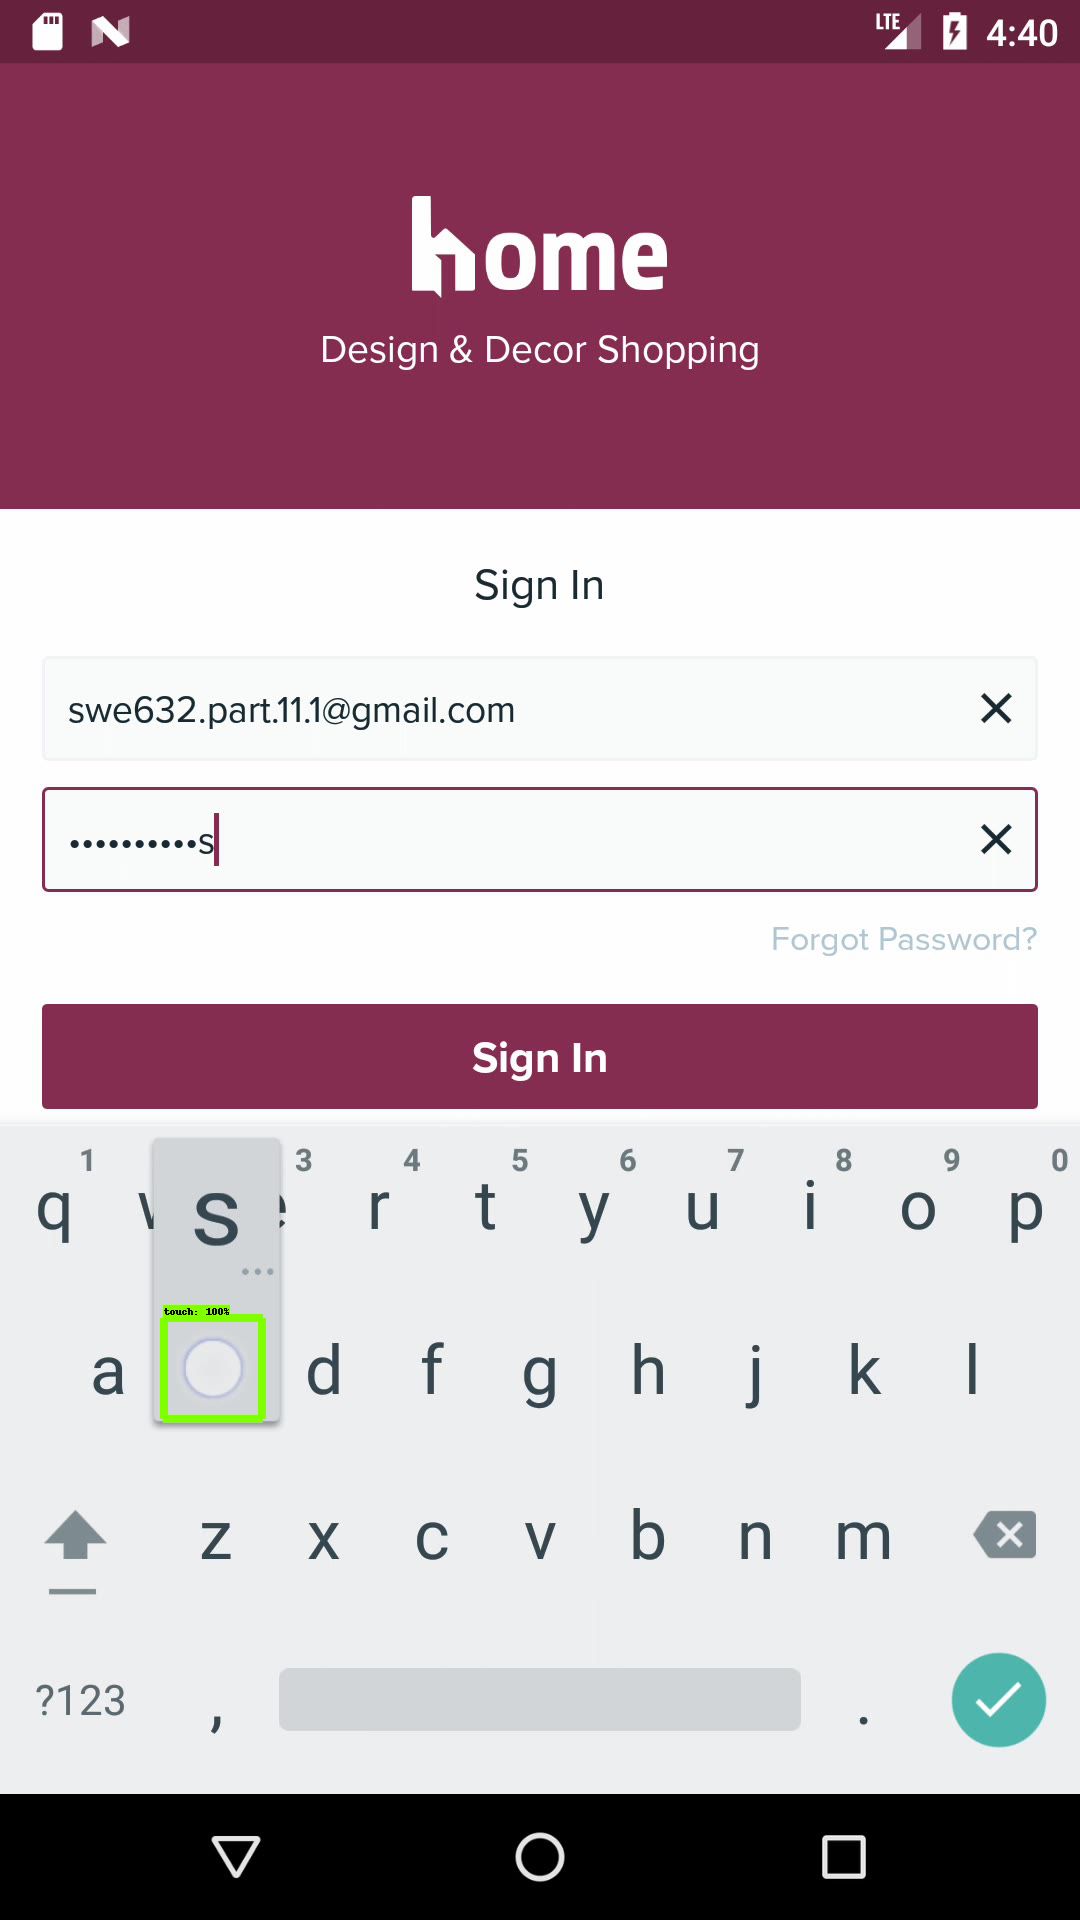 LTE 4:40
home
Design & Decor Shopping
Sign In
swe632.part.11.1@gmail.com
••••••••••s
Forgot Password?
Sign In
1 3 4 5 6 7 8 9 0
q w s e r t y u i o p
touch: 100%
a d f g h j k l
z x c v b n m
?123 , .